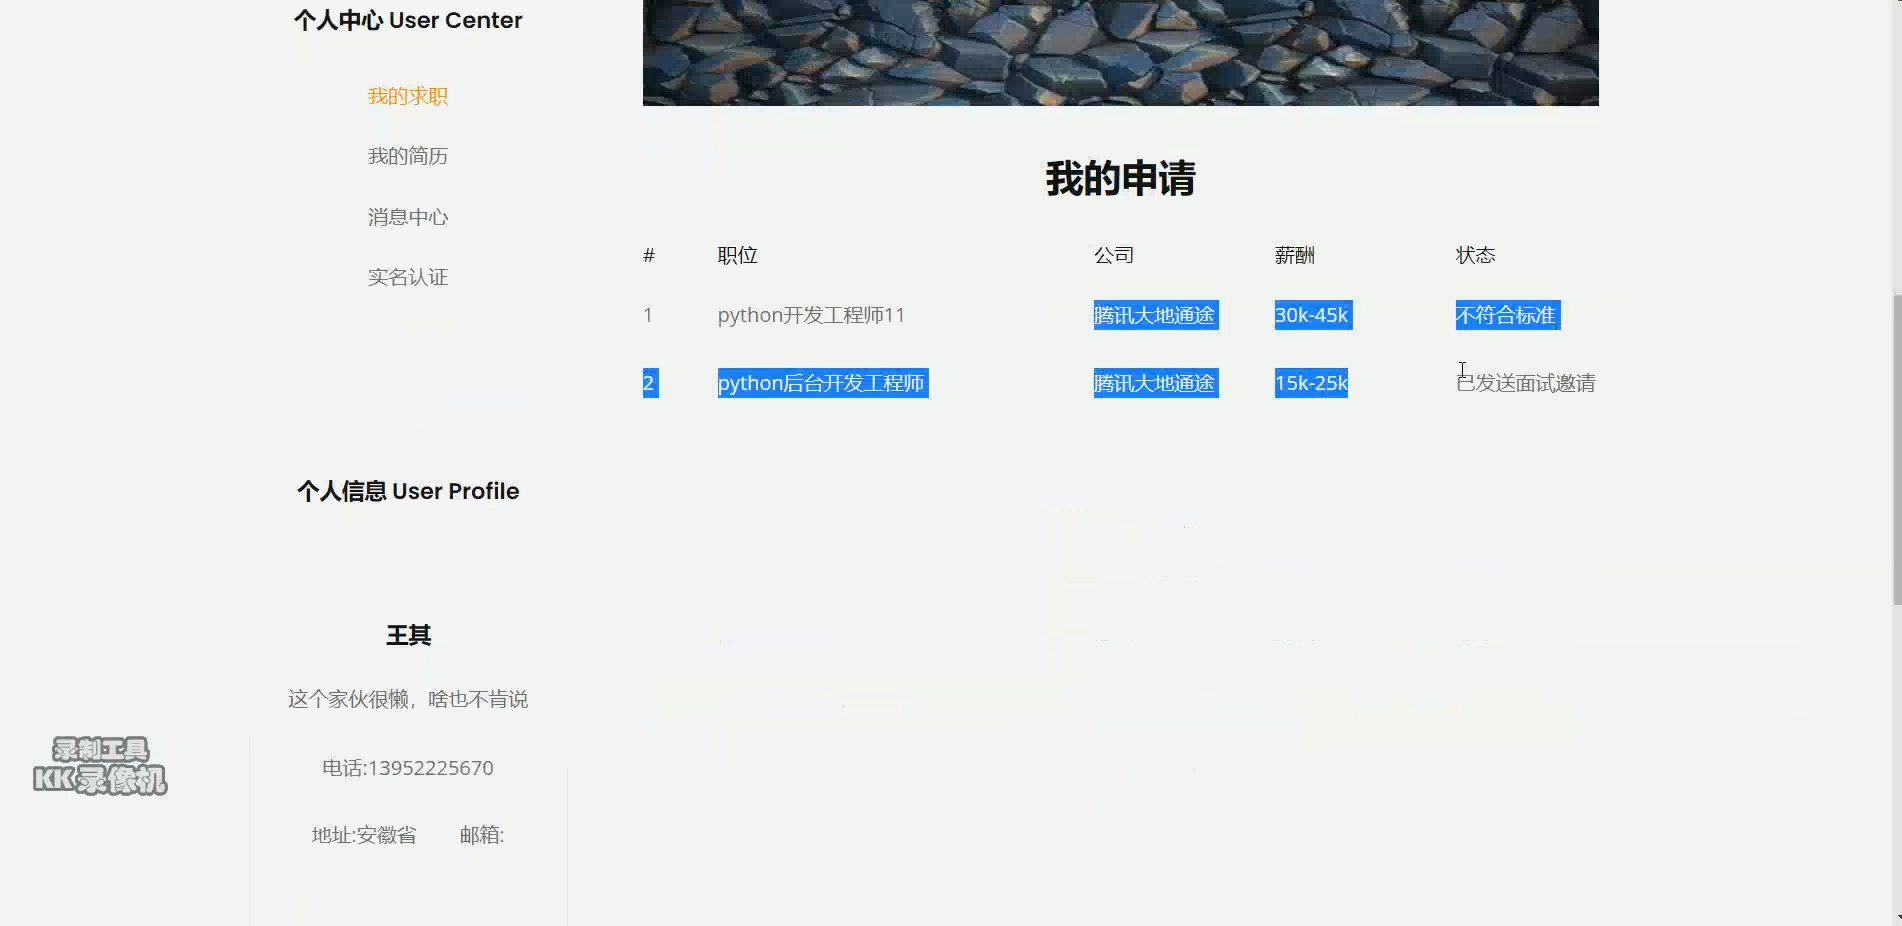 个人中心 User Center
我的求职
我的简历
消息中心
实名认证
我的申请
# 职位 公司 薪酬 状态
1 python开发工程师11 腾讯大地通途 30k-45k 不符合标准
2 python后台开发工程师 腾讯大地通途 15k-25k 已发送面试邀请
个人信息 User Profile
王其
这个家伙很懒，啥也不肯说
电话:13952225670
地址:安徽省 邮箱:
录制工具
KK录像机